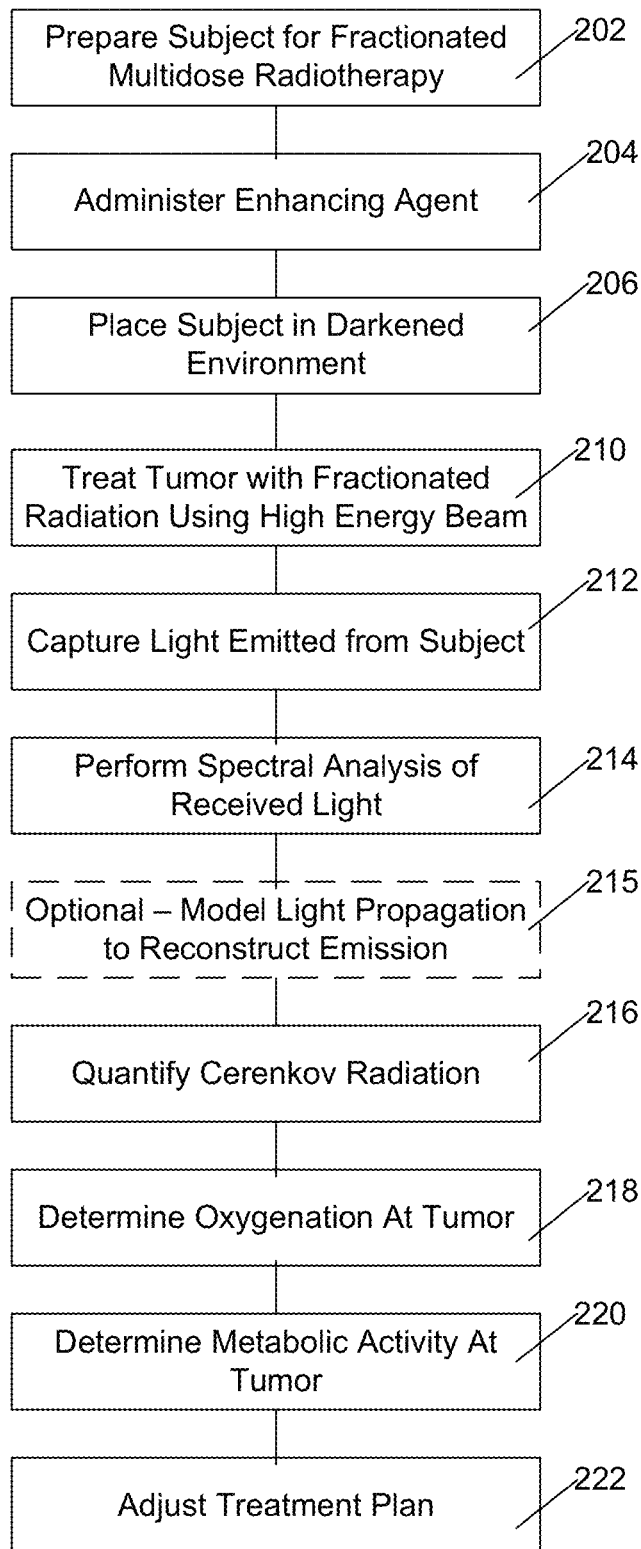 Prepare Subject for Fractionated
Multidose Radiotherapy
202
Administer Enhancing Agent
204
Place Subject in Darkened
Environment
206
Treat Tumor with Fractionated
Radiation Using High Energy Beam
210
Capture Light Emitted from Subject
212
Perform Spectral Analysis of
Received Light
214
Optional – Model Light Propagation
to Reconstruct Emission
215
Quantify Cerenkov Radiation
216
Determine Oxygenation At Tumor
218
Determine Metabolic Activity At
Tumor
220
Adjust Treatment Plan
222